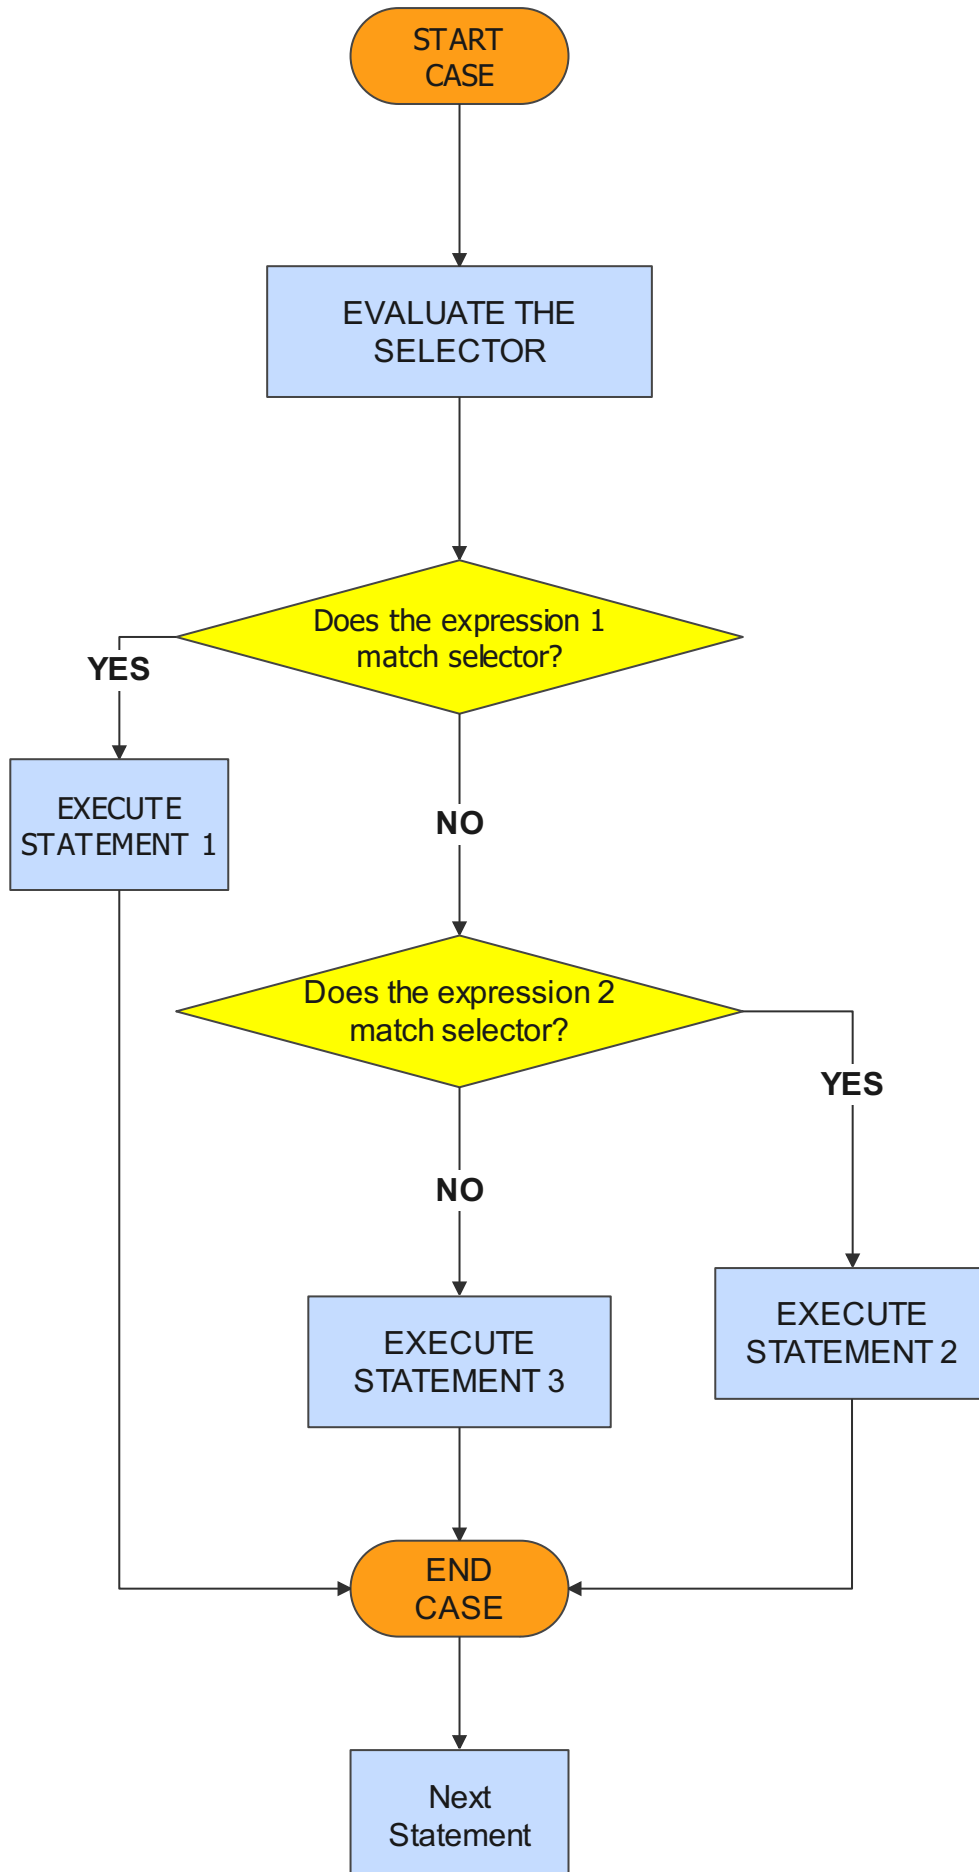 START
CASE
EVALUATE THE
SELECTOR
Does the expression 1
match selector?
YES
EXECUTE
STATEMENT 1
NO
Does the expression 2
match selector?
YES
NO
EXECUTE
STATEMENT 2
EXECUTE
STATEMENT 3
END
CASE
Next
Statement